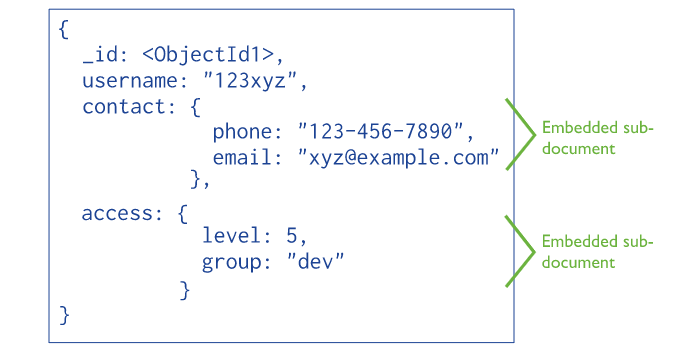 {
_id: <ObjectId1>,
username: "123xyz",
contact: {
phone: "123-456-7890",
email: "xyz@example.com"
},
Embedded sub-
document
access: {
level: 5,
group: "dev"
}
Embedded sub-
document
}